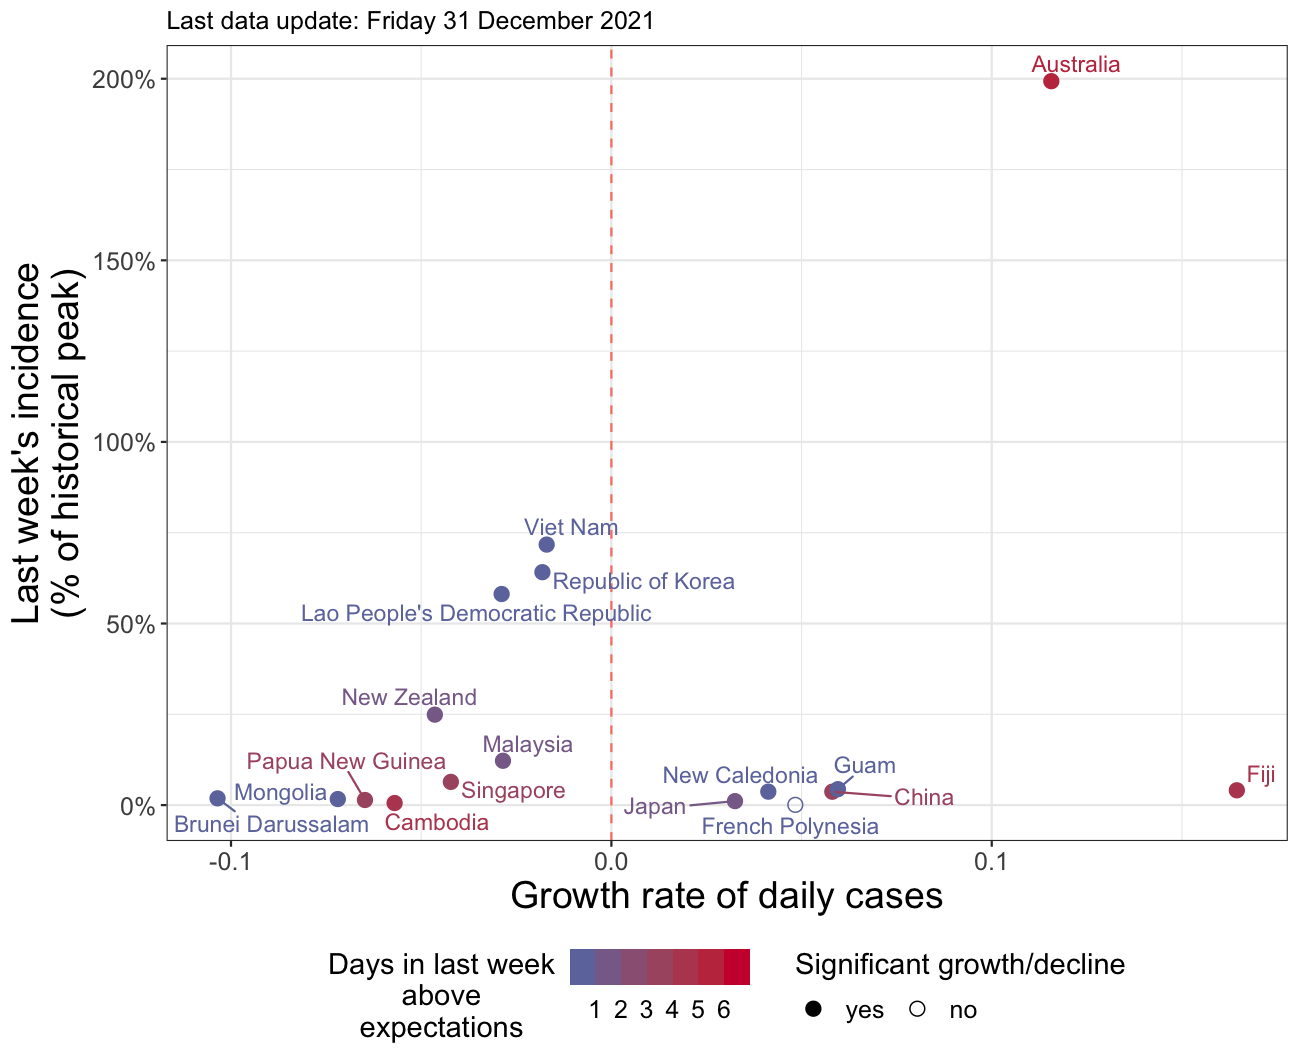 Last data update: Friday 31 December 2021
Last week's incidence
(% of historical peak)
200%
150%
100%
50%
0%
Australia
Viet Nam
Republic of Korea
Lao People's Democratic Republic
New Zealand
Malaysia
Papua New Guinea
Singapore
Mongolia
Brunei Darussalam
Cambodia
New Caledonia
Guam
Japan
China
French Polynesia
Fiji
-0.1
0.0
0.1
Growth rate of daily cases
Days in last week
above
expectations
1 2 3 4 5 6
Significant growth/decline
yes
no